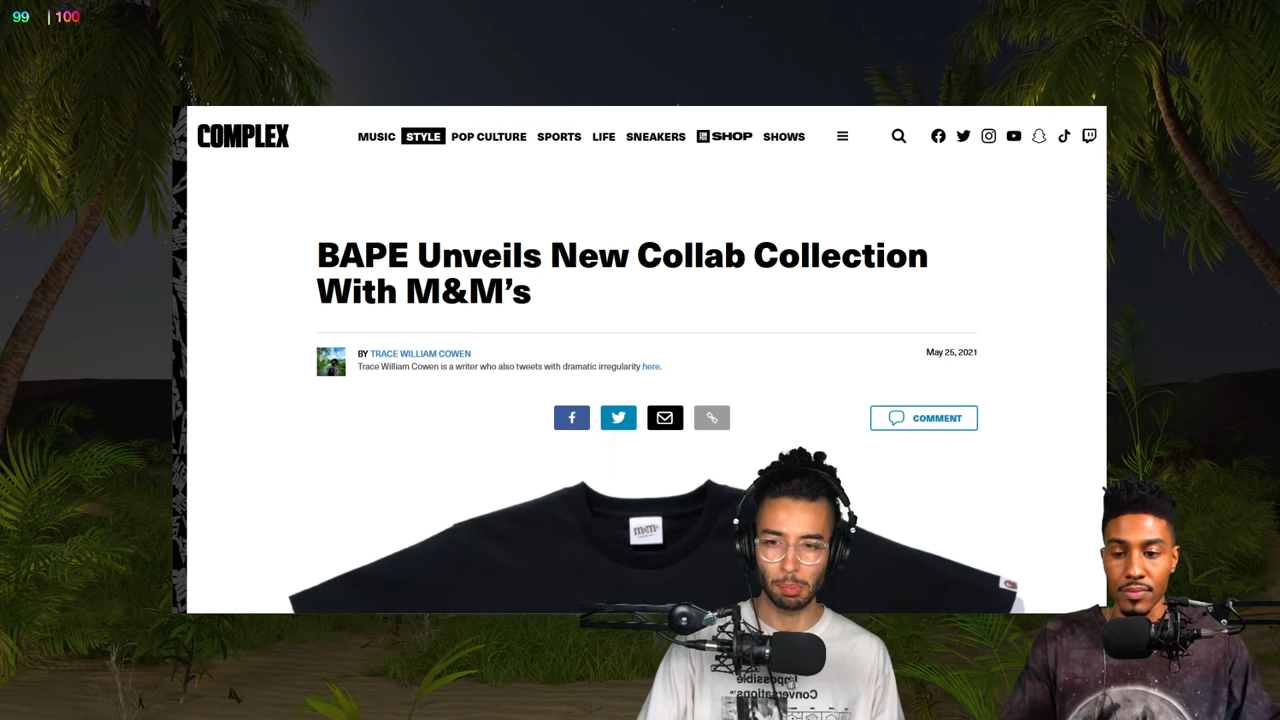 99 | 100
COMPLEX
MUSIC STYLE POP CULTURE SPORTS LIFE SNEAKERS SHOP SHOWS
BAPE Unveils New Collab Collection
With M&M’s
BY TRACE WILLIAM COWEN
May 25, 2021
Trace William Cowen is a writer who also tweets with dramatic irregularity here.
COMMENT
m&m's
Impossible
Conversations